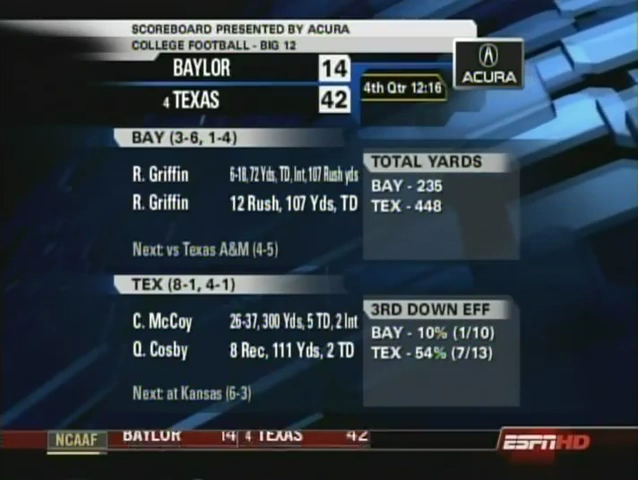 SCOREBOARD PRESENTED BY ACURA
COLLEGE FOOTBALL - BIG 12
BAYLOR 14
4 TEXAS 42
4th Qtr 12:16
ACURA
BAY (3-6, 1-4)
R. Griffin 6-18, 72 Yds, TD, Int, 107 Rush yds
R. Griffin 12 Rush, 107 Yds, TD
Next: vs Texas A&M (4-5)
TOTAL YARDS
BAY - 235
TEX - 448
TEX (8-1, 4-1)
C. McCoy 26-37, 300 Yds, 5 TD, 2 Int
Q. Cosby 8 Rec, 111 Yds, 2 TD
Next: at Kansas (6-3)
3RD DOWN EFF
BAY - 10% (1/10)
TEX - 54% (7/13)
NCAAF BAYLOR 14 4 TEXAS 42 ESPN HD